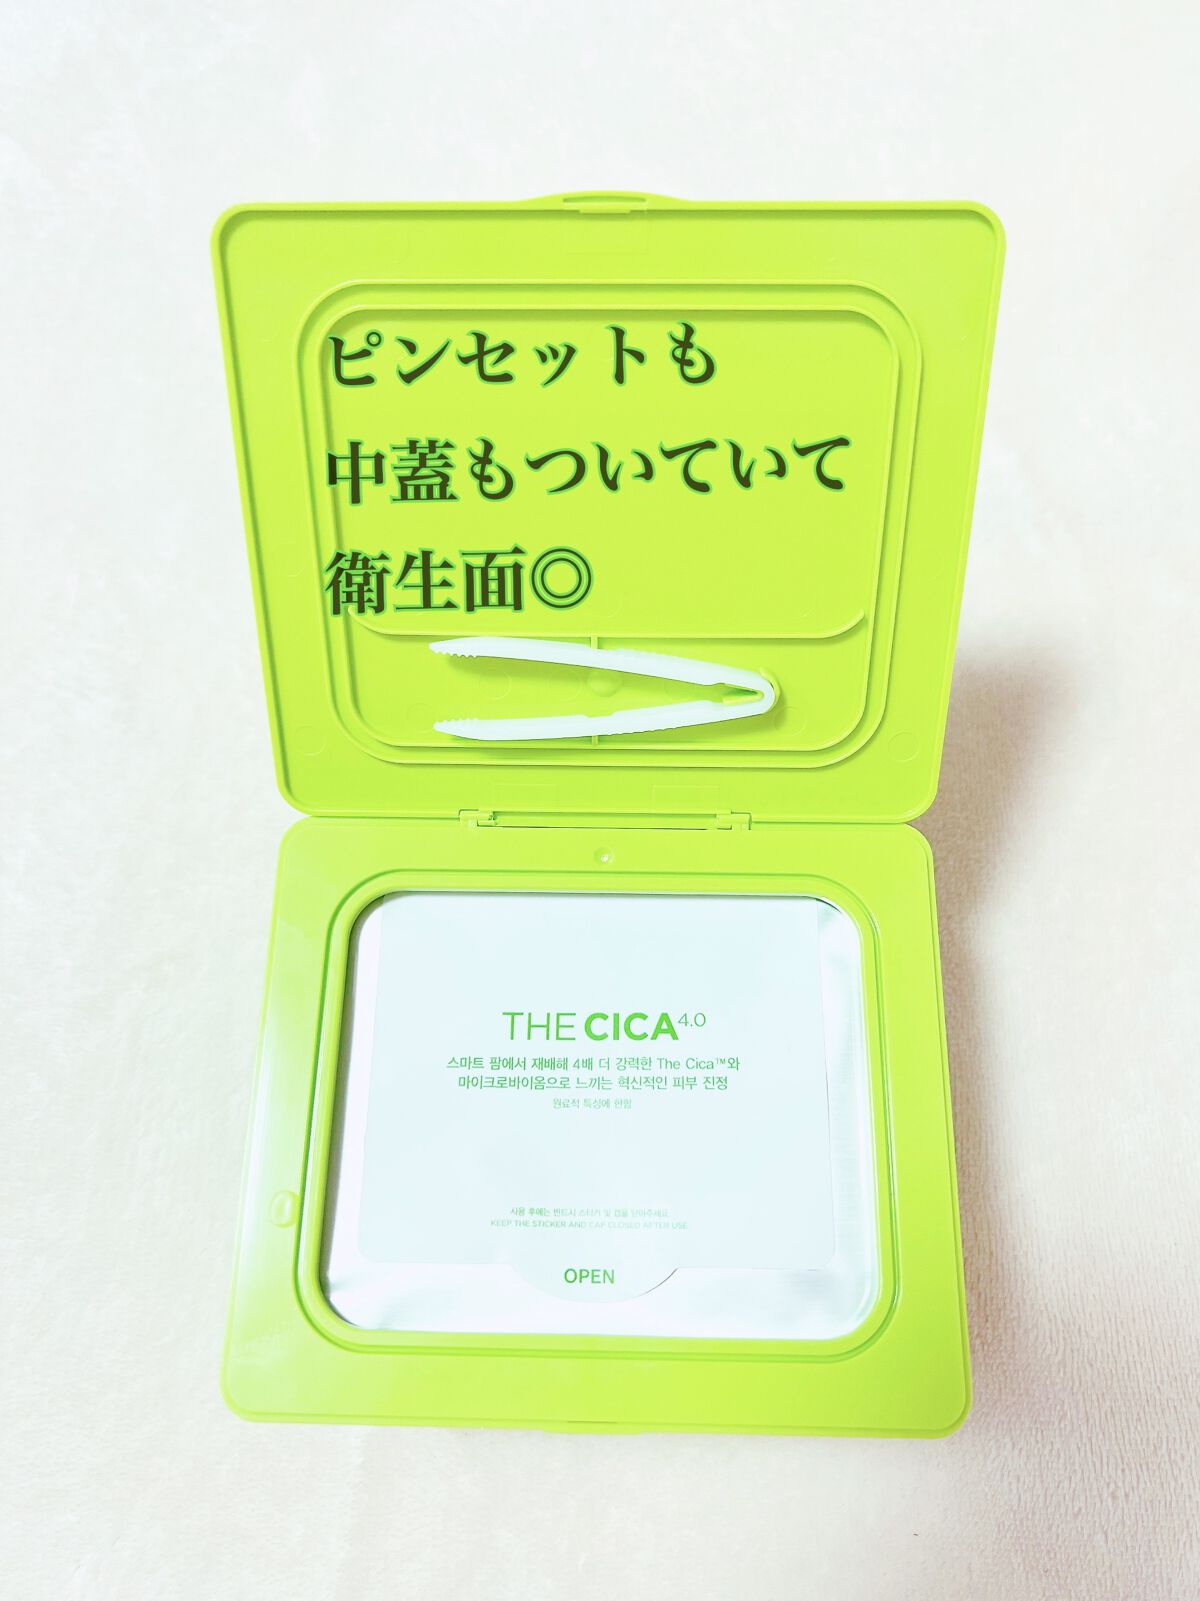 ピンセットも
中蓋もついていて
衛生面◎
THE CICA 4.0
스마트 팜에서 재배해 4배 더 강력한 The Cica™와
마이크로바이옴으로 느끼는 혁신적인 피부 진정
원료적 특성에 한함
사용 후에는 반드시 스티커 및 캡을 닫아주세요.
KEEP THE STICKER AND CAP CLOSED AFTER USE
OPEN